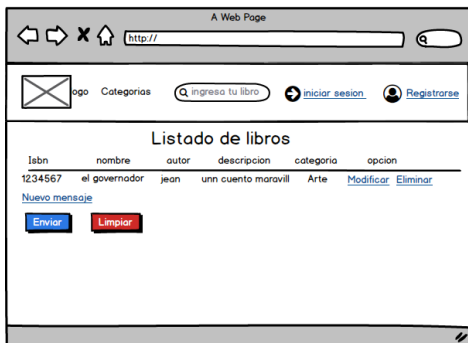 A Web Page
http://
ogo Categorias ingresa tu libro iniciar sesion Registrarse
Listado de libros
Isbn nombre autor descripcion categoria opcion
1234567 el governador jean unn cuento maravill Arte Modificar Eliminar
Nuevo mensaje
Enviar Limpiar